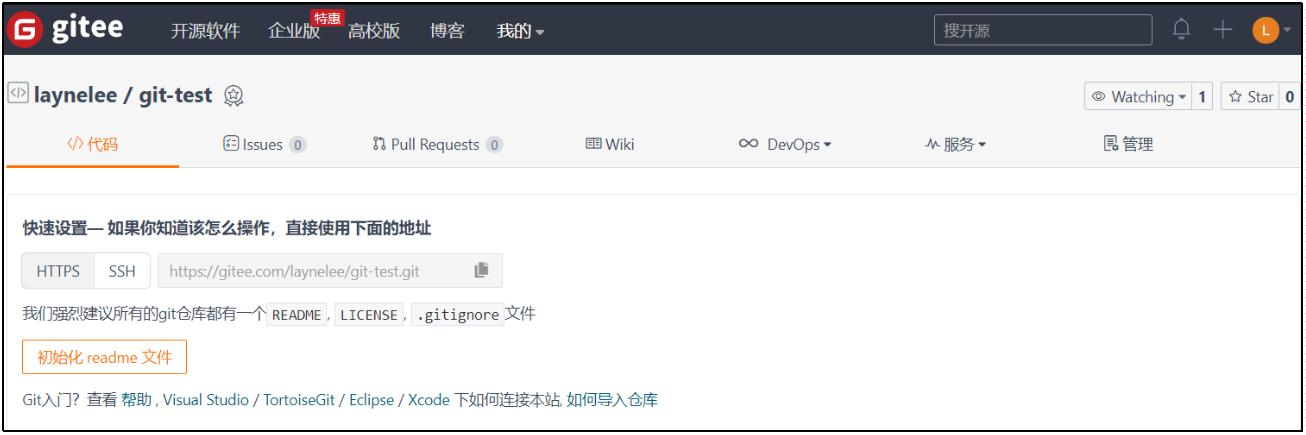 gitee 开源软件 企业版 特惠 高校版 博客 我的 搜开源 L
laynelee / git-test Watching 1 Star 0
代码 Issues 0 Pull Requests 0 Wiki DevOps 服务 管理
快速设置— 如果你知道该怎么操作，直接使用下面的地址
HTTPS SSH https://gitee.com/laynelee/git-test.git
我们强烈建议所有的git仓库都有一个 README, LICENSE, .gitignore 文件
初始化 readme 文件
Git入门？查看 帮助 , Visual Studio / TortoiseGit / Eclipse / Xcode 下如何连接本站, 如何导入仓库